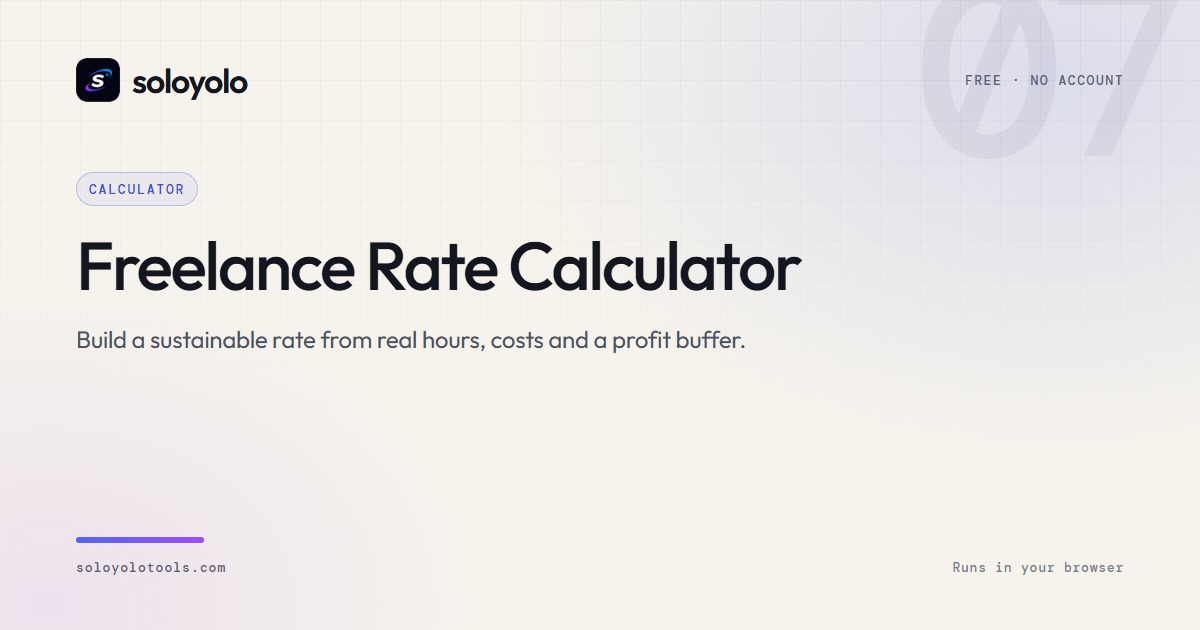 07
S soloyolo
FREE · NO ACCOUNT
CALCULATOR
Freelance Rate Calculator
Build a sustainable rate from real hours, costs and a profit buffer.
soloyolotools.com
Runs in your browser